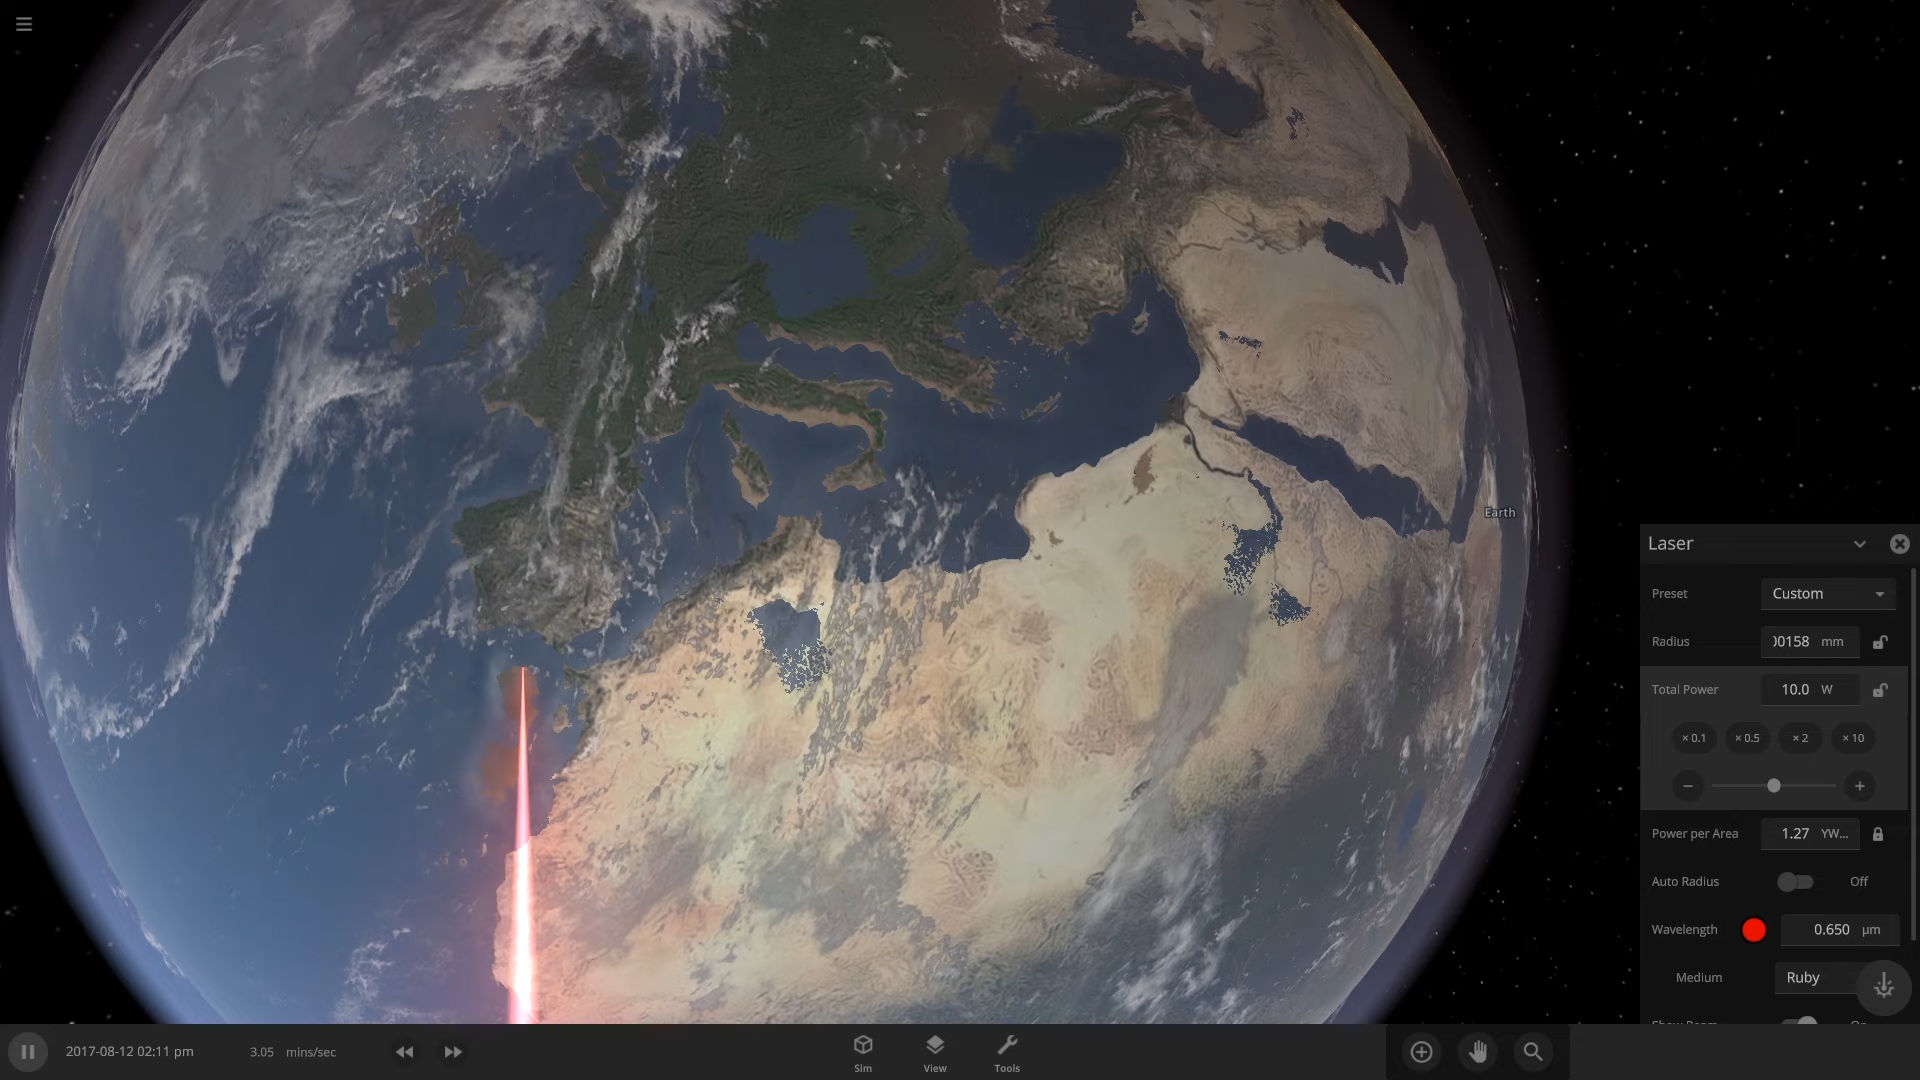 Earth
Laser
Preset Custom
Radius 00158 mm
Total Power 10.0 W
× 0.1 × 0.5 × 2 × 10
Power per Area 1.27 YW...
Auto Radius Off
Wavelength 0.650 µm
Medium Ruby
2017-08-12 02:11 pm 3.05 mins/sec
Sim View Tools